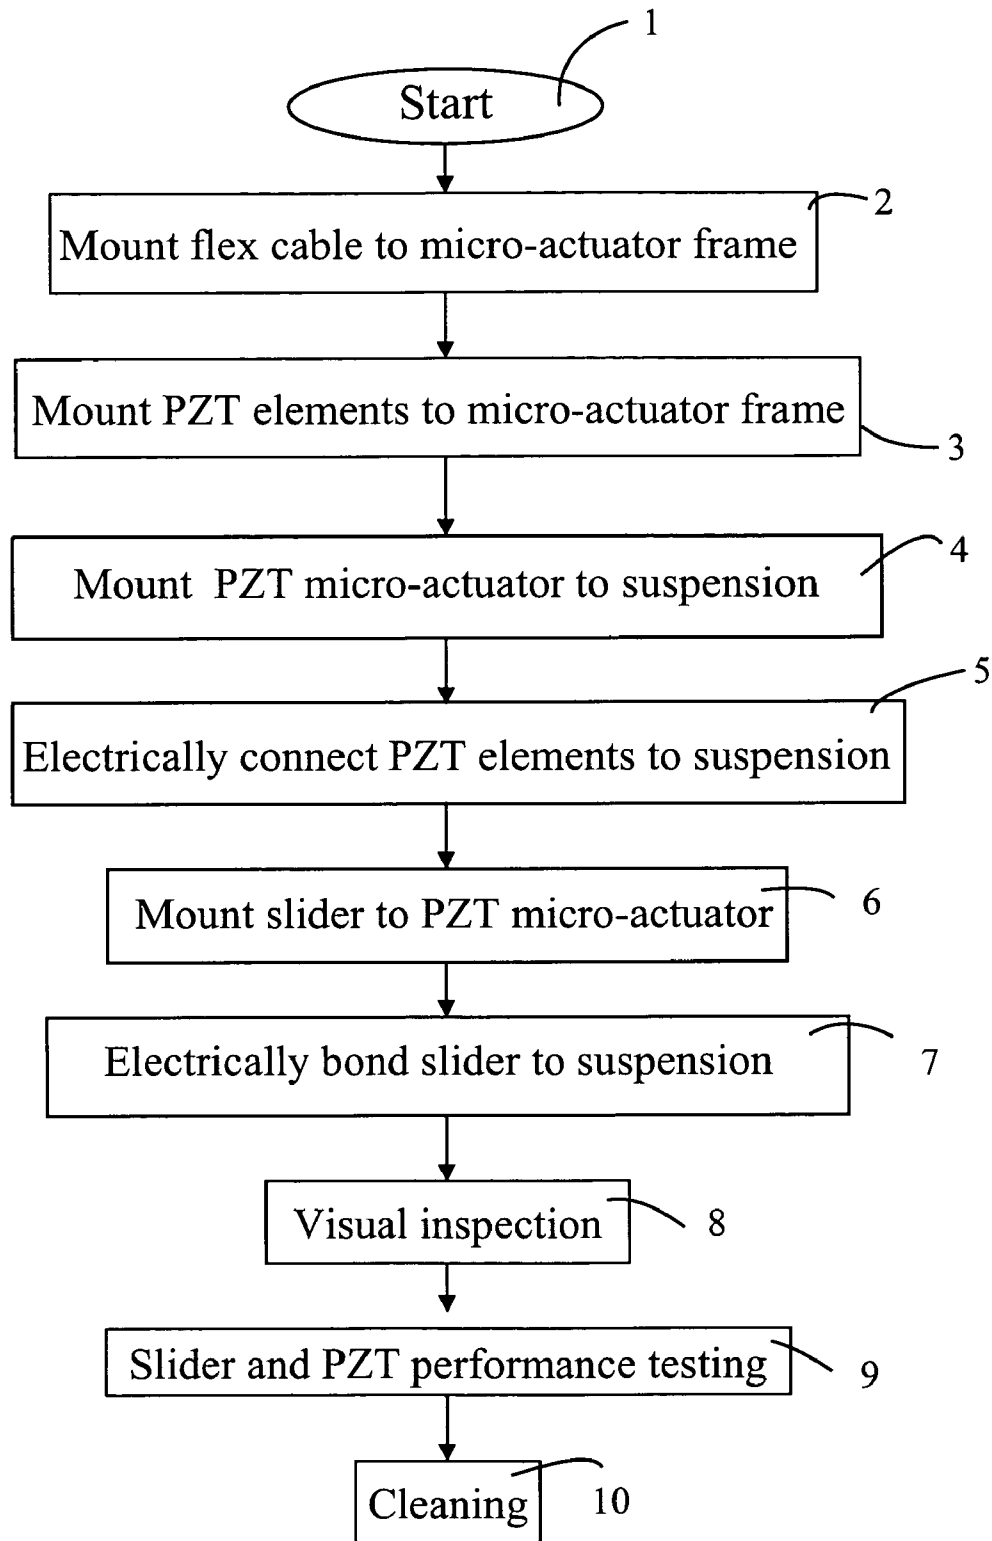 1
Start
2
Mount flex cable to micro-actuator frame
Mount PZT elements to micro-actuator frame
3
4
Mount PZT micro-actuator to suspension
5
Electrically connect PZT elements to suspension
Mount slider to PZT micro-actuator
6
Electrically bond slider to suspension
7
Visual inspection
8
Slider and PZT performance testing
9
Cleaning
10